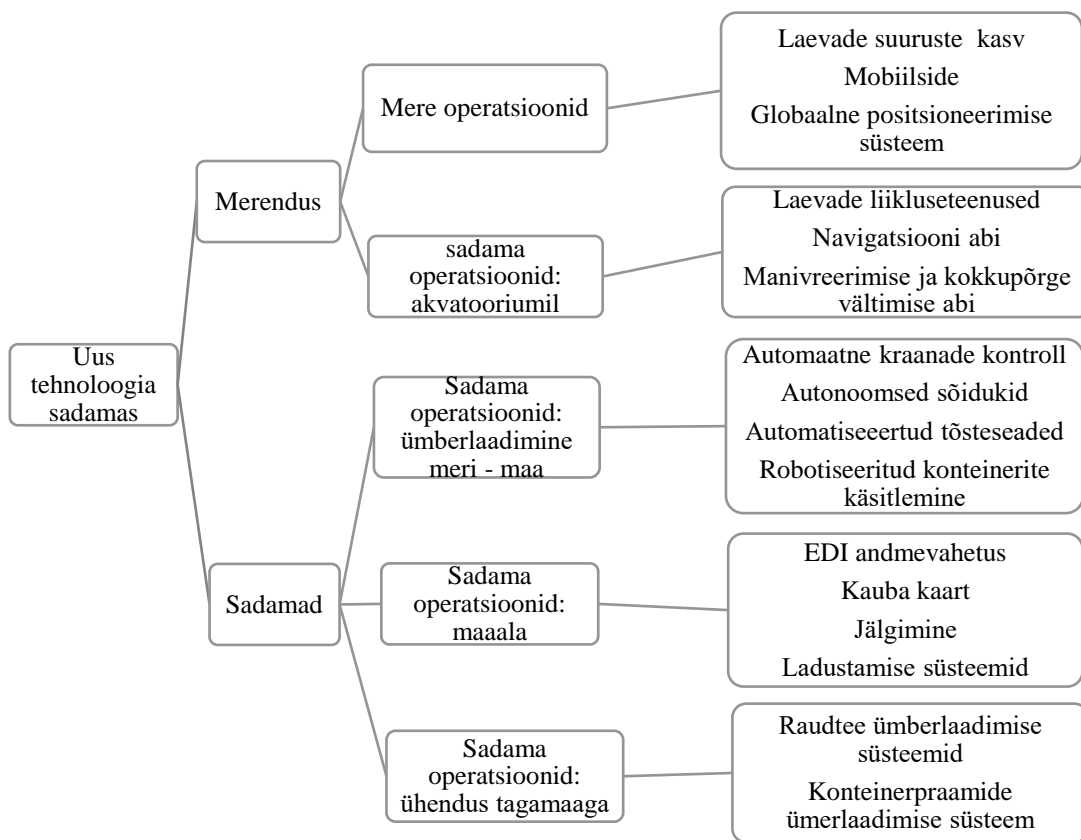 Uus
tehnoloogia
sadamas
Merendus
Mere operatsioonid
Laevade suuruste kasv
Mobiilside
Globaalne positsioneerimise
süsteem
sadama
operatsioonid:
akvatooriumil
Laevade liikluseteenused
Navigatsiooni abi
Manivreerimise ja kokkupõrge
vältimise abi
Sadamad
Sadama
operatsioonid:
ümberlaadimine
meri - maa
Automaatne kraanade kontroll
Autonoomsed sõidukid
Automatiseeertud tõsteseaded
Robotiseeritud konteinerite
käsitlemine
Sadama
operatsioonid:
maaala
EDI andmevahetus
Kauba kaart
Jälgimine
Ladustamise süsteemid
Sadama
operatsioonid:
ühendus tagamaaga
Raudtee ümberlaadimise
süsteemid
Konteinerpraamide
ümerlaadimise süsteem